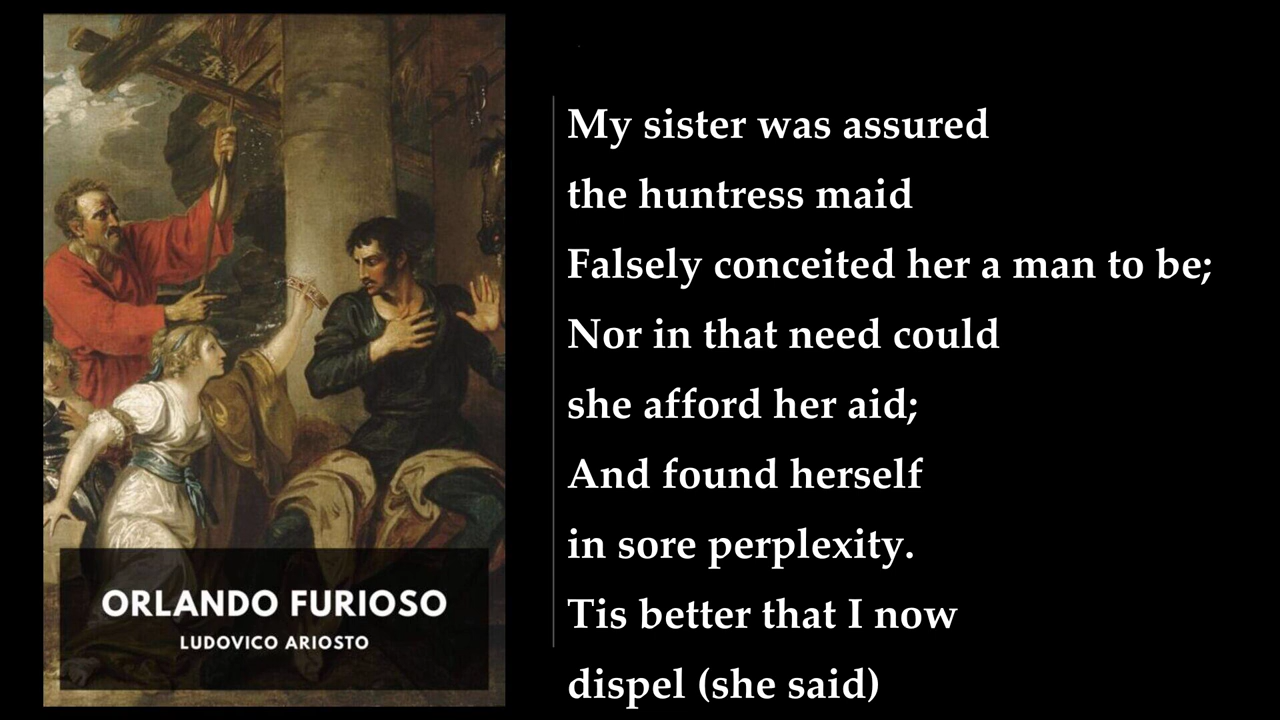 ORLANDO FURIOSO
LUDOVICO ARIOSTO
My sister was assured
the huntress maid
Falsely conceited her a man to be;
Nor in that need could
she afford her aid;
And found herself
in sore perplexity.
Tis better that I now
dispel (she said)